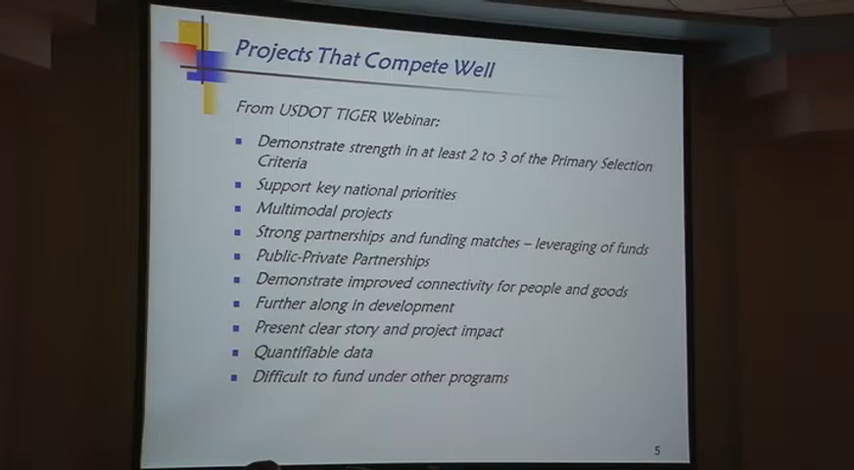 Projects That Compete Well
From USDOT TIGER Webinar:
Demonstrate strength in at least 2 to 3 of the Primary Selection
Criteria
Support key national priorities
Multimodal projects
Strong partnerships and funding matches – leveraging of funds
Public-Private Partnerships
Demonstrate improved connectivity for people and goods
Further along in development
Present clear story and project impact
Quantifiable data
Difficult to fund under other programs
5